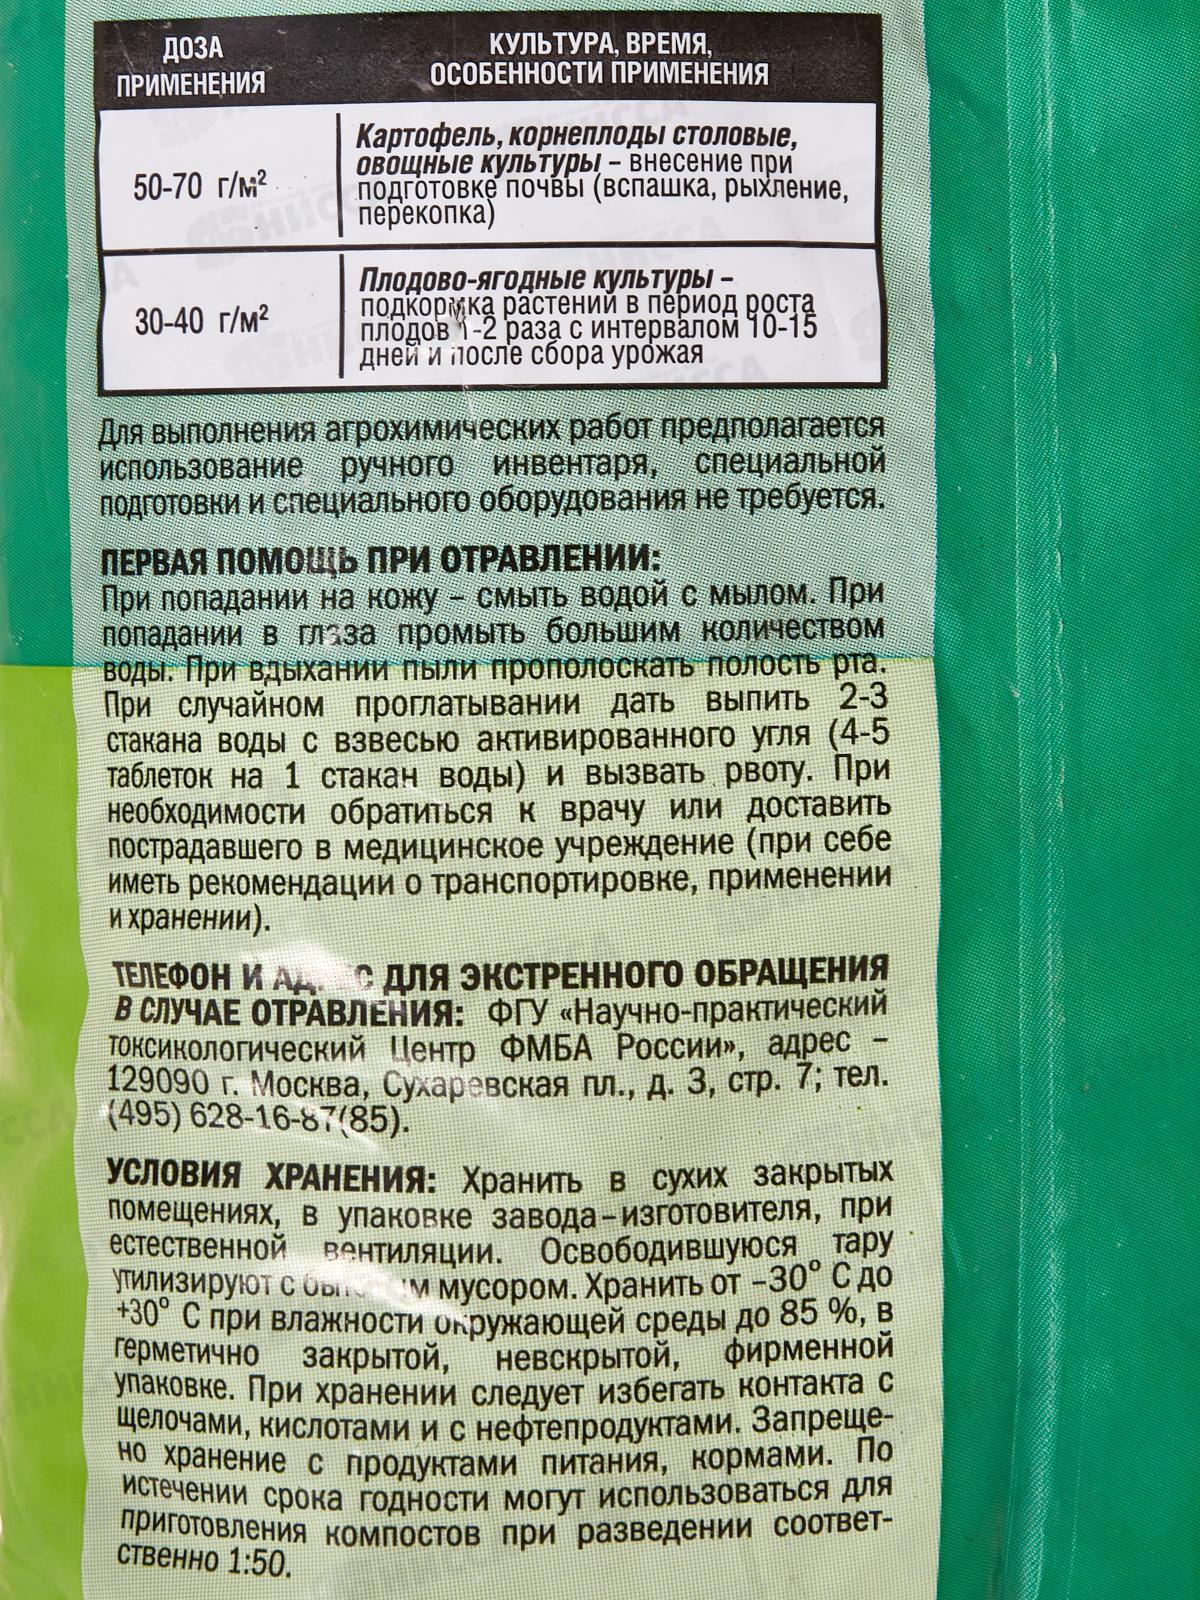 ДОЗА
ПРИМЕНЕНИЯ
КУЛЬТУРА, ВРЕМЯ,
ОСОБЕННОСТИ ПРИМЕНЕНИЯ
50-70 г/м²
Картофель, корнеплоды столовые,
овощные культуры – внесение при
подготовке почвы (вспашка, рыхление,
перекопка)
30-40 г/м²
Плодово-ягодные культуры –
подкормка растений в период роста
плодов 1-2 раза с интервалом 10-15
дней и после сбора урожая
Для выполнения агрохимических работ предполагается
использование ручного инвентаря, специальной
подготовки и специального оборудования не требуется.
ПЕРВАЯ ПОМОЩЬ ПРИ ОТРАВЛЕНИИ:
При попадании на кожу – смыть водой с мылом. При
попадании в глаза промыть большим количеством
воды. При вдыхании пыли прополоскать полость рта.
При случайном проглатывании дать выпить 2-3
стакана воды с взвесью активированного угля (4-5
таблеток на 1 стакан воды) и вызвать рвоту. При
необходимости обратиться к врачу или доставить
пострадавшего в медицинское учреждение (при себе
иметь рекомендации о транспортировке, применении
и хранении).
ТЕЛЕФОН И АДРЕС ДЛЯ ЭКСТРЕННОГО ОБРАЩЕНИЯ
В СЛУЧАЕ ОТРАВЛЕНИЯ: ФГУ «Научно-практический
токсикологический Центр ФМБА России», адрес –
129090 г. Москва, Сухаревская пл., д. 3, стр. 7; тел.
(495) 628-16-87(85).
УСЛОВИЯ ХРАНЕНИЯ: Хранить в сухих закрытых
помещениях, в упаковке завода-изготовителя, при
естественной вентиляции. Освободившуюся тару
утилизируют с бытовым мусором. Хранить от –30° С до
+30° С при влажности окружающей среды до 85 %, в
герметично закрытой, невскрытой, фирменной
упаковке. При хранении следует избегать контакта с
щелочами, кислотами и с нефтепродуктами. Запреще-
но хранение с продуктами питания, кормами. По
истечении срока годности могут использоваться для
приготовления компостов при разведении соответ-
ственно 1:50.